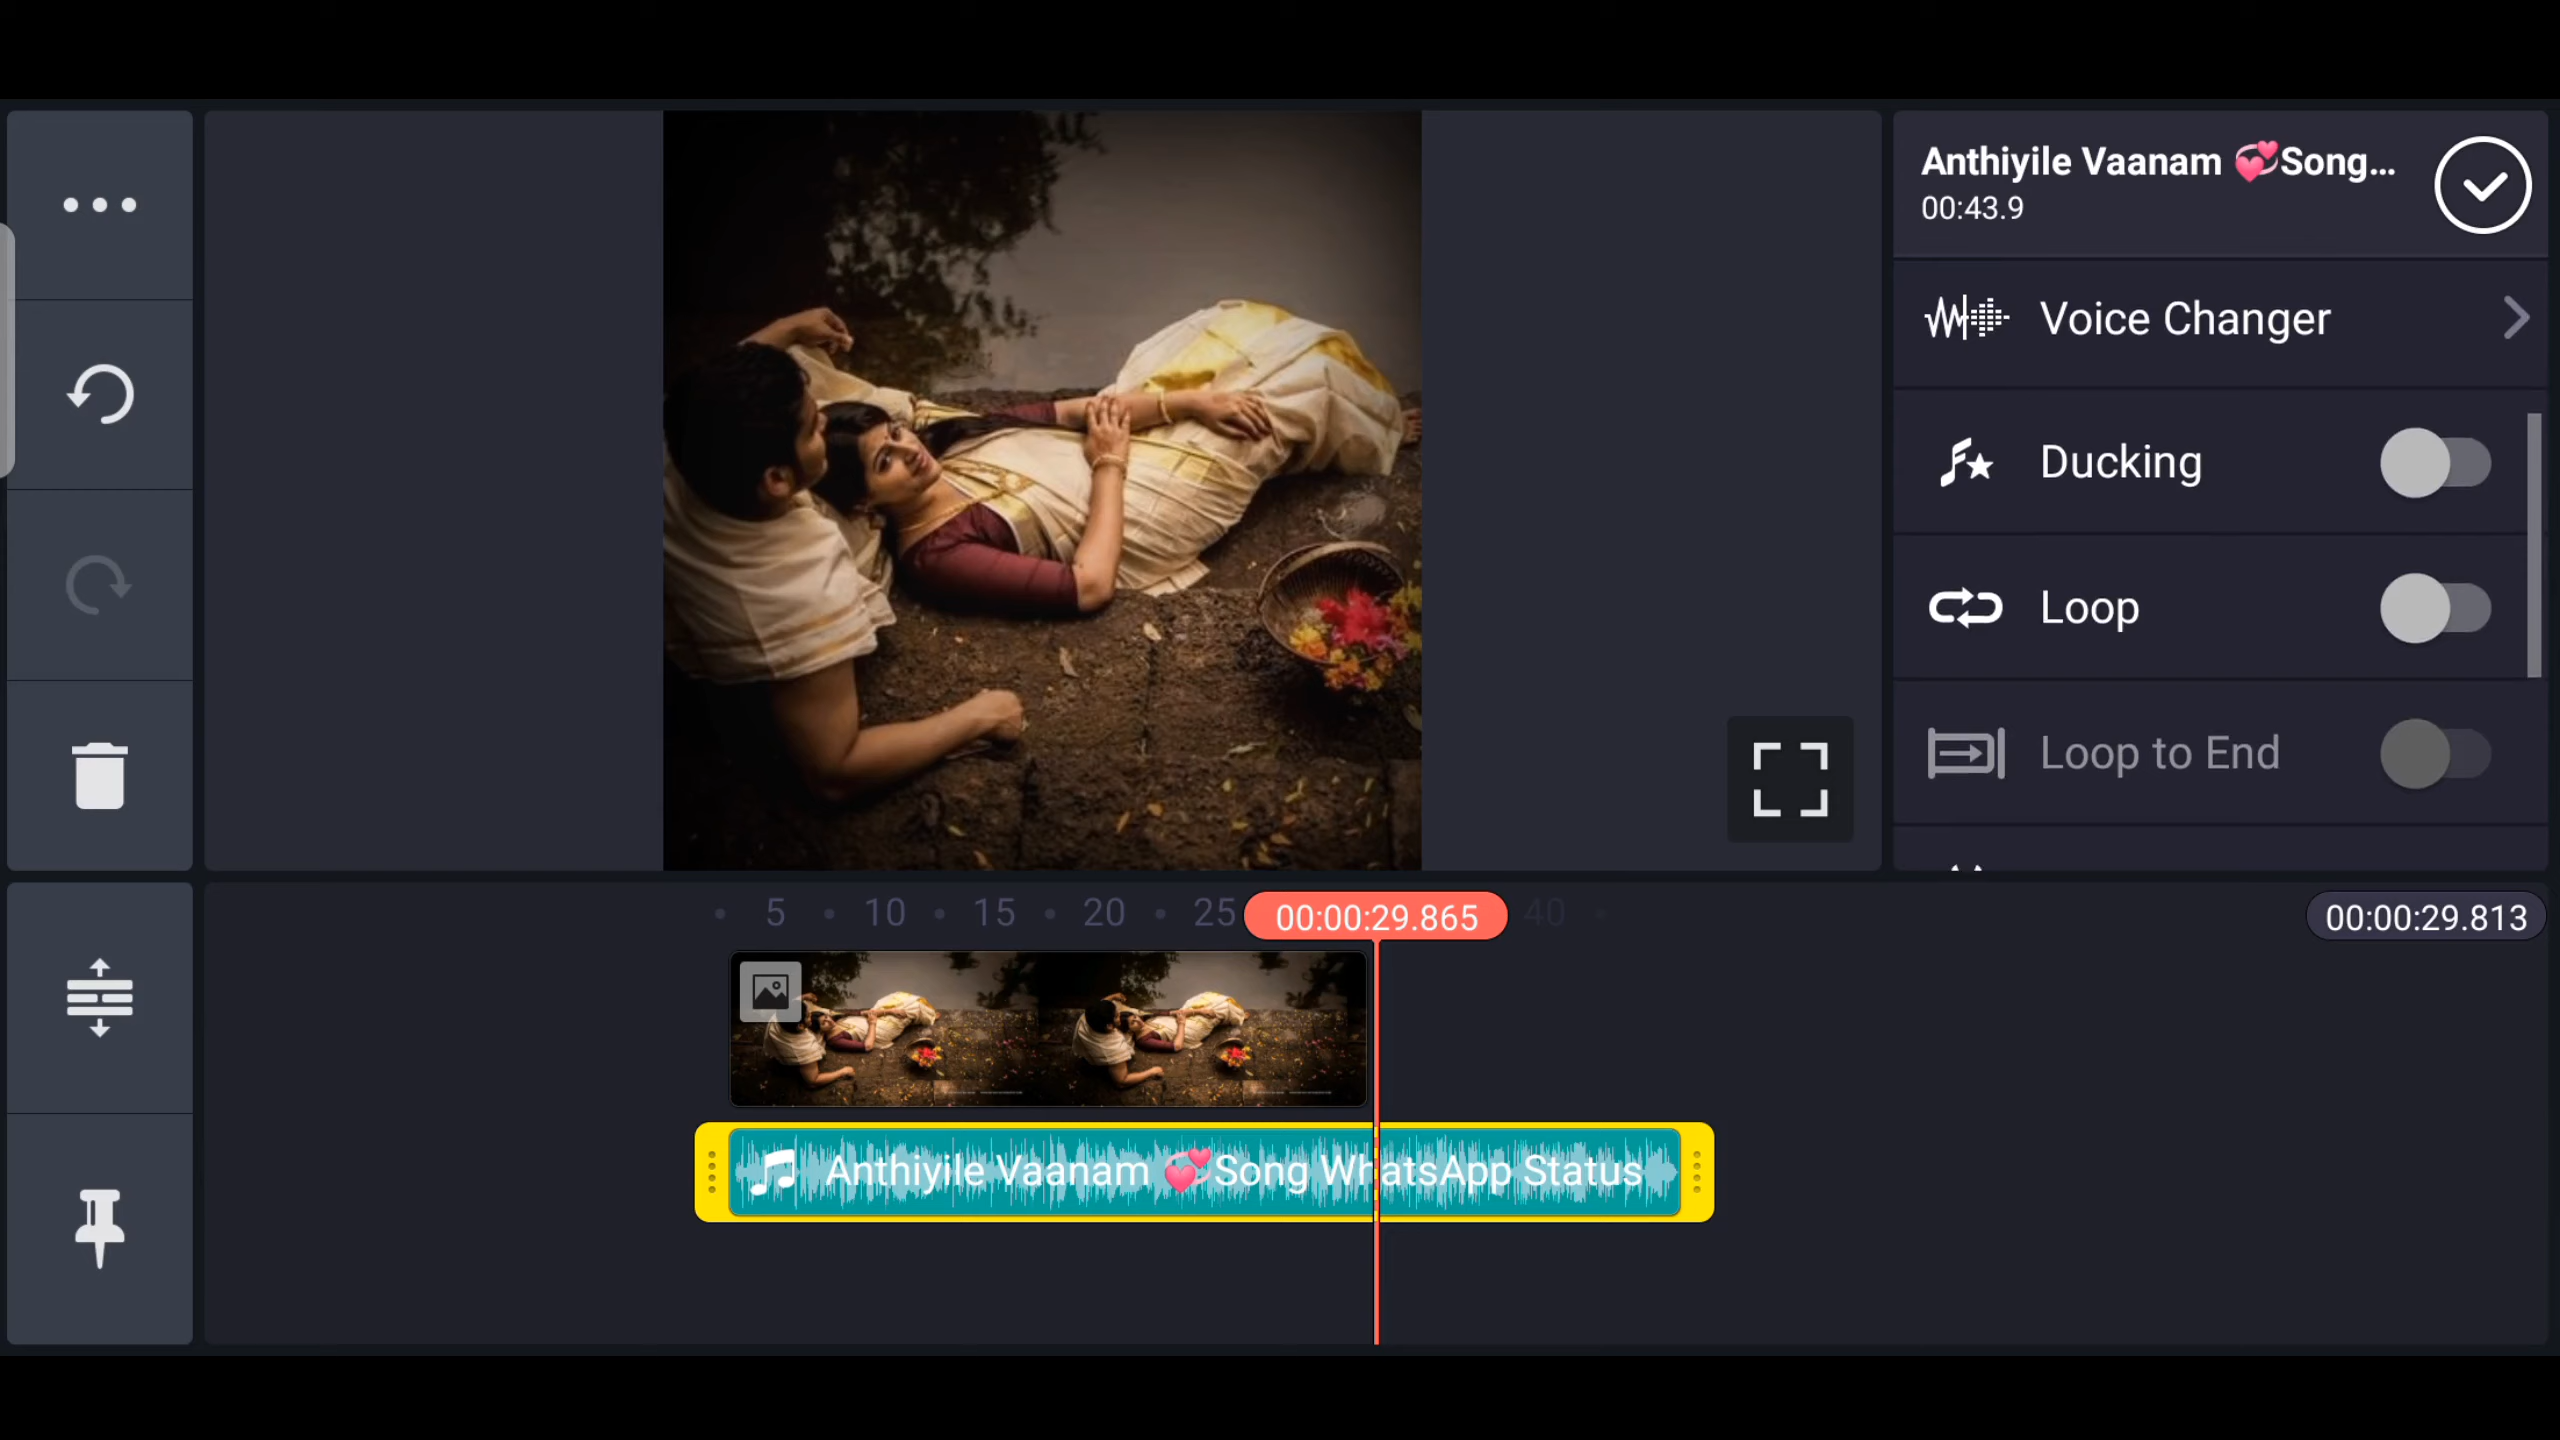 Anthiyile Vaanam 💞Song...
00:43.9
Voice Changer
Ducking
Loop
Loop to End
5 10 15 20 25 00:00:29.865 40 00:00:29.813
Anthiyile Vaanam 💞Song WhatsApp Status